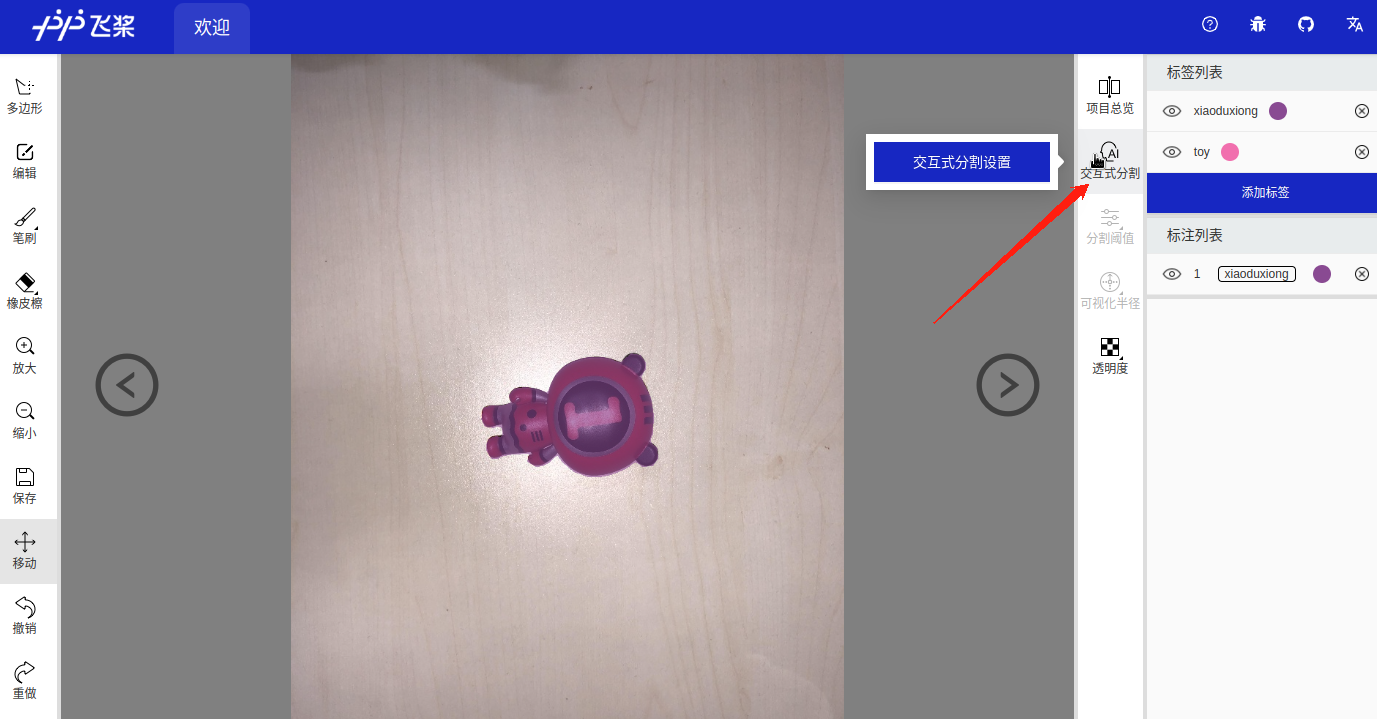 飞桨
欢迎
多边形
编辑
笔刷
橡皮檫
放大
缩小
保存
移动
撤销
重做
交互式分割设置
项目总览
AI
交互式分割
分割阈值
可视化半径
透明度
标签列表
xiaoduxiong
toy
添加标签
标注列表
1 xiaoduxiong